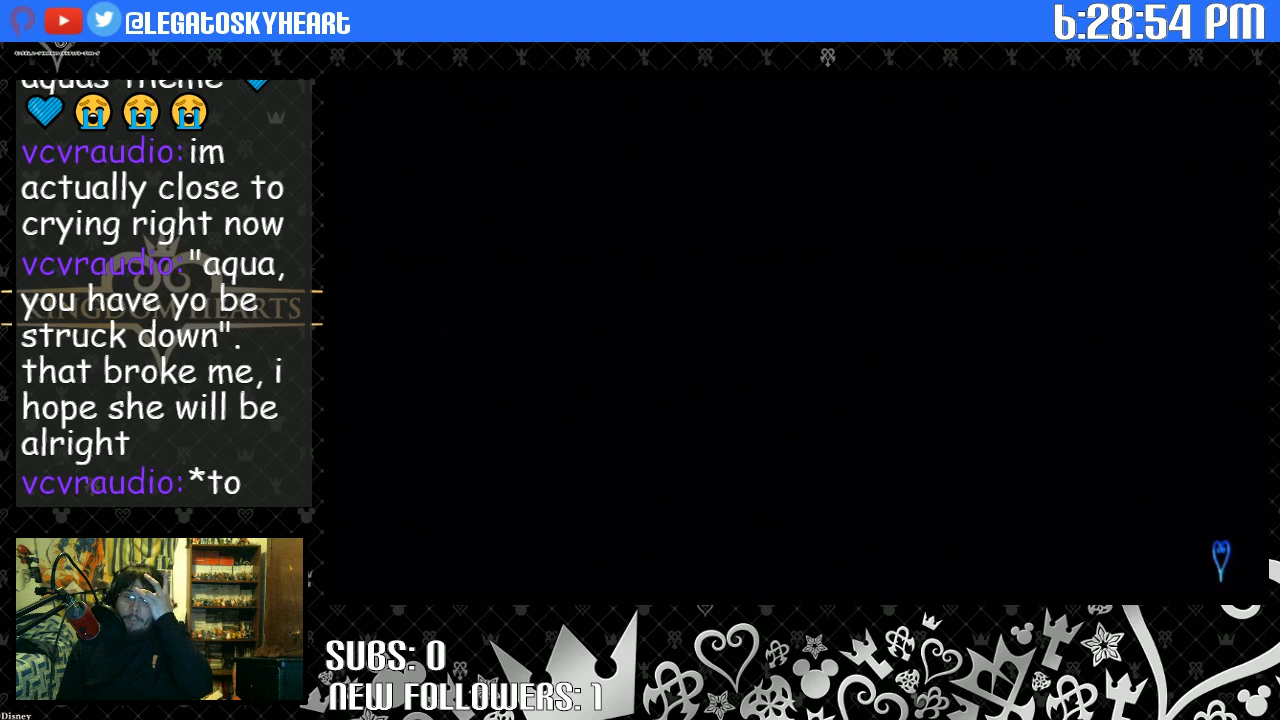 @LEGATOSKYHEART
6:28:54 PM
aquas theme
vcvraudio: im
actually close to
crying right now
vcvraudio: "aqua,
you have yo be
struck down".
that broke me, i
hope she will be
alright
vcvraudio: *to
KINGDOM HEARTS
SUBS: 0
NEW FOLLOWERS: 1
Disney